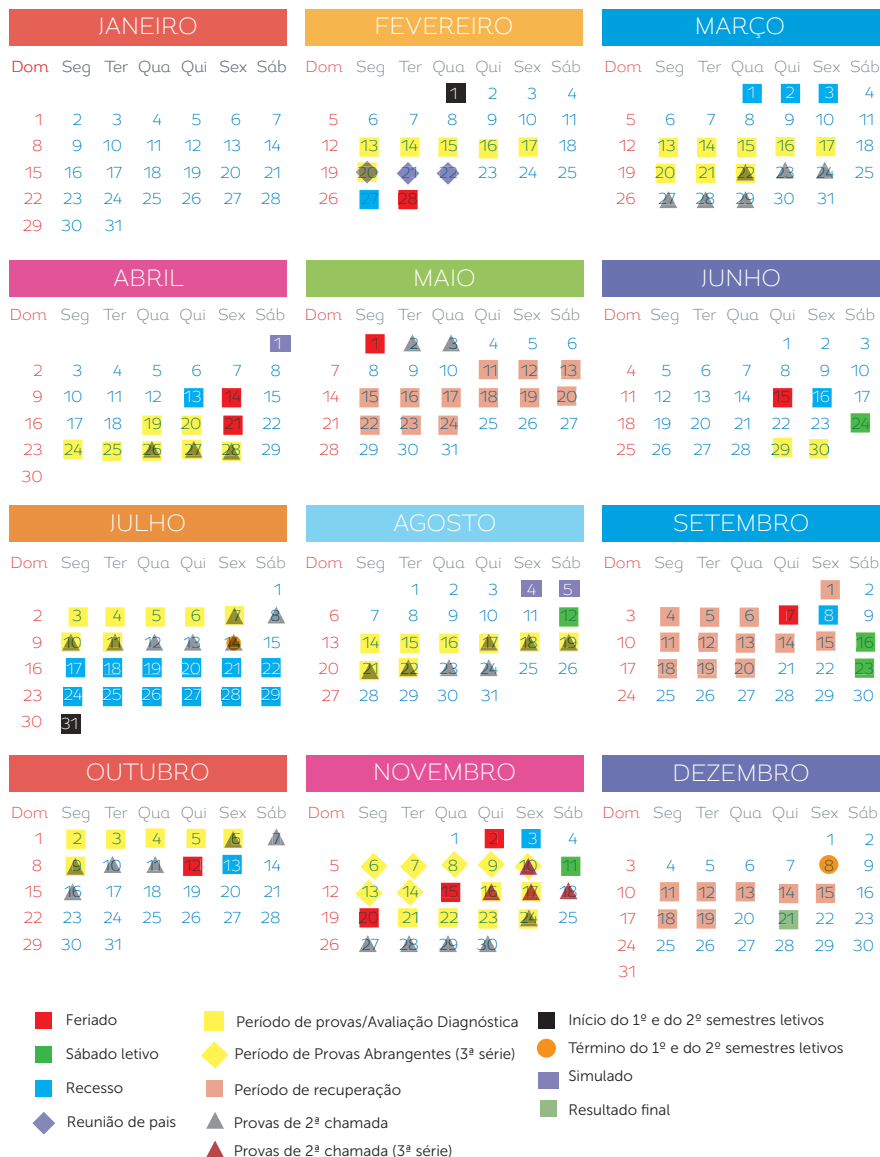 JANEIRO
Dom Seg Ter Qua Qui Sex Sáb
1 2 3 4 5 6 7
8 9 10 11 12 13 14
15 16 17 18 19 20 21
22 23 24 25 26 27 28
29 30 31
FEVEREIRO
Dom Seg Ter Qua Qui Sex Sáb
1 2 3 4
5 6 7 8 9 10 11
12 13 14 15 16 17 18
19 20 21 22 23 24 25
26 27 28
MARÇO
Dom Seg Ter Qua Qui Sex Sáb
1 2 3 4
5 6 7 8 9 10 11
12 13 14 15 16 17 18
19 20 21 22 23 24 25
26 27 28 29 30 31
ABRIL
Dom Seg Ter Qua Qui Sex Sáb
1
2 3 4 5 6 7 8
9 10 11 12 13 14 15
16 17 18 19 20 21 22
23 24 25 26 27 28 29
30
MAIO
Dom Seg Ter Qua Qui Sex Sáb
1 2 3 4 5 6
7 8 9 10 11 12 13
14 15 16 17 18 19 20
21 22 23 24 25 26 27
28 29 30 31
JUNHO
Dom Seg Ter Qua Qui Sex Sáb
1 2 3
4 5 6 7 8 9 10
11 12 13 14 15 16 17
18 19 20 21 22 23 24
25 26 27 28 29 30
JULHO
Dom Seg Ter Qua Qui Sex Sáb
1
2 3 4 5 6 7 8
9 10 11 12 13 14 15
16 17 18 19 20 21 22
23 24 25 26 27 28 29
30 31
AGOSTO
Dom Seg Ter Qua Qui Sex Sáb
1 2 3 4 5
6 7 8 9 10 11 12
13 14 15 16 17 18 19
20 21 22 23 24 25 26
27 28 29 30 31
SETEMBRO
Dom Seg Ter Qua Qui Sex Sáb
1 2
3 4 5 6 7 8 9
10 11 12 13 14 15 16
17 18 19 20 21 22 23
24 25 26 27 28 29 30
OUTUBRO
Dom Seg Ter Qua Qui Sex Sáb
1 2 3 4 5 6 7
8 9 10 11 12 13 14
15 16 17 18 19 20 21
22 23 24 25 26 27 28
29 30 31
NOVEMBRO
Dom Seg Ter Qua Qui Sex Sáb
1 2 3 4
5 6 7 8 9 10 11
12 13 14 15 16 17 18
19 20 21 22 23 24 25
26 27 28 29 30
DEZEMBRO
Dom Seg Ter Qua Qui Sex Sáb
1 2
3 4 5 6 7 8 9
10 11 12 13 14 15 16
17 18 19 20 21 22 23
24 25 26 27 28 29 30
31
Feriado
Sábado letivo
Recesso
Reunião de pais
Período de provas/Avaliação Diagnóstica
Período de Provas Abrangentes (3ª série)
Período de recuperação
Provas de 2ª chamada
Provas de 2ª chamada (3ª série)
Início do 1º e do 2º semestres letivos
Término do 1º e do 2º semestres letivos
Simulado
Resultado final